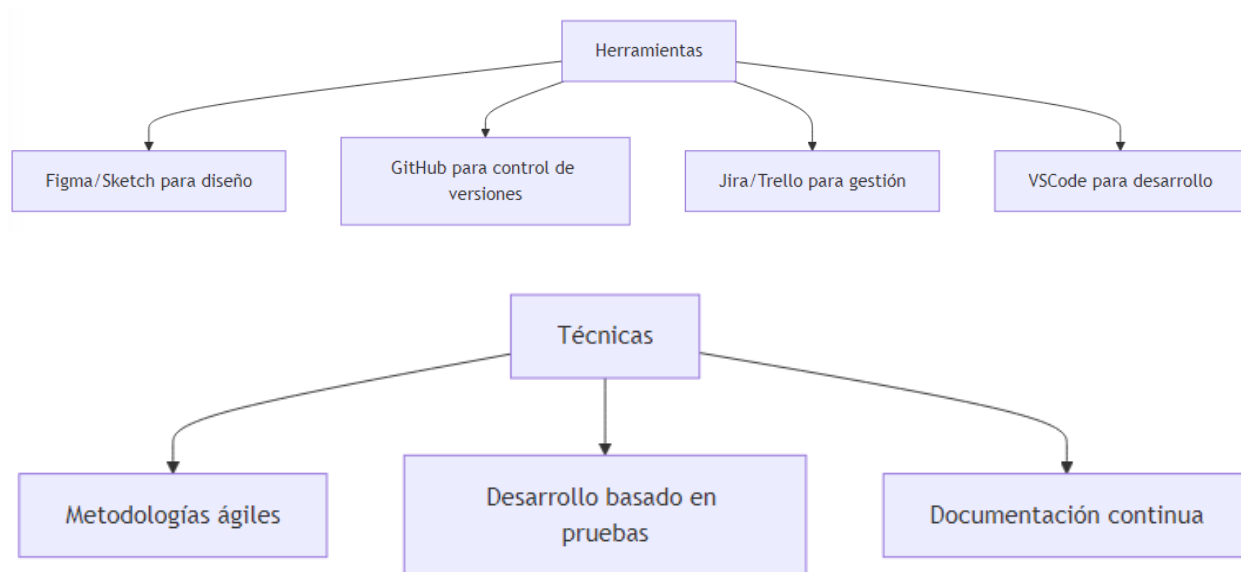 Herramientas
Figma/Sketch para diseño
GitHub para control de
versiones
Jira/Trello para gestión
VSCode para desarrollo
Técnicas
Metodologías ágiles
Desarrollo basado en
pruebas
Documentación continua